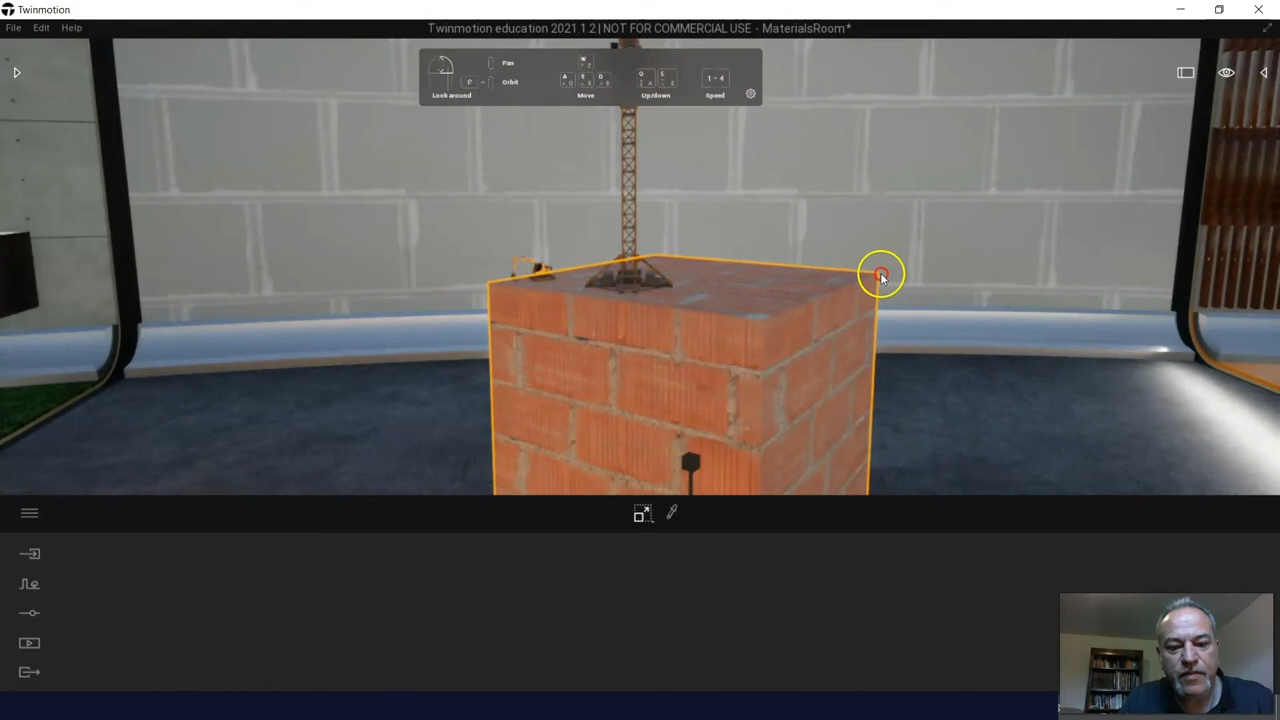 Twinmotion
File Edit Help
Twinmotion education 2021.1.2 | NOT FOR COMMERCIAL USE - MaterialsRoom*
Pan
Orbit
Look around
W
A S D
Move
Q E
Up/down
1 - 4
Speed